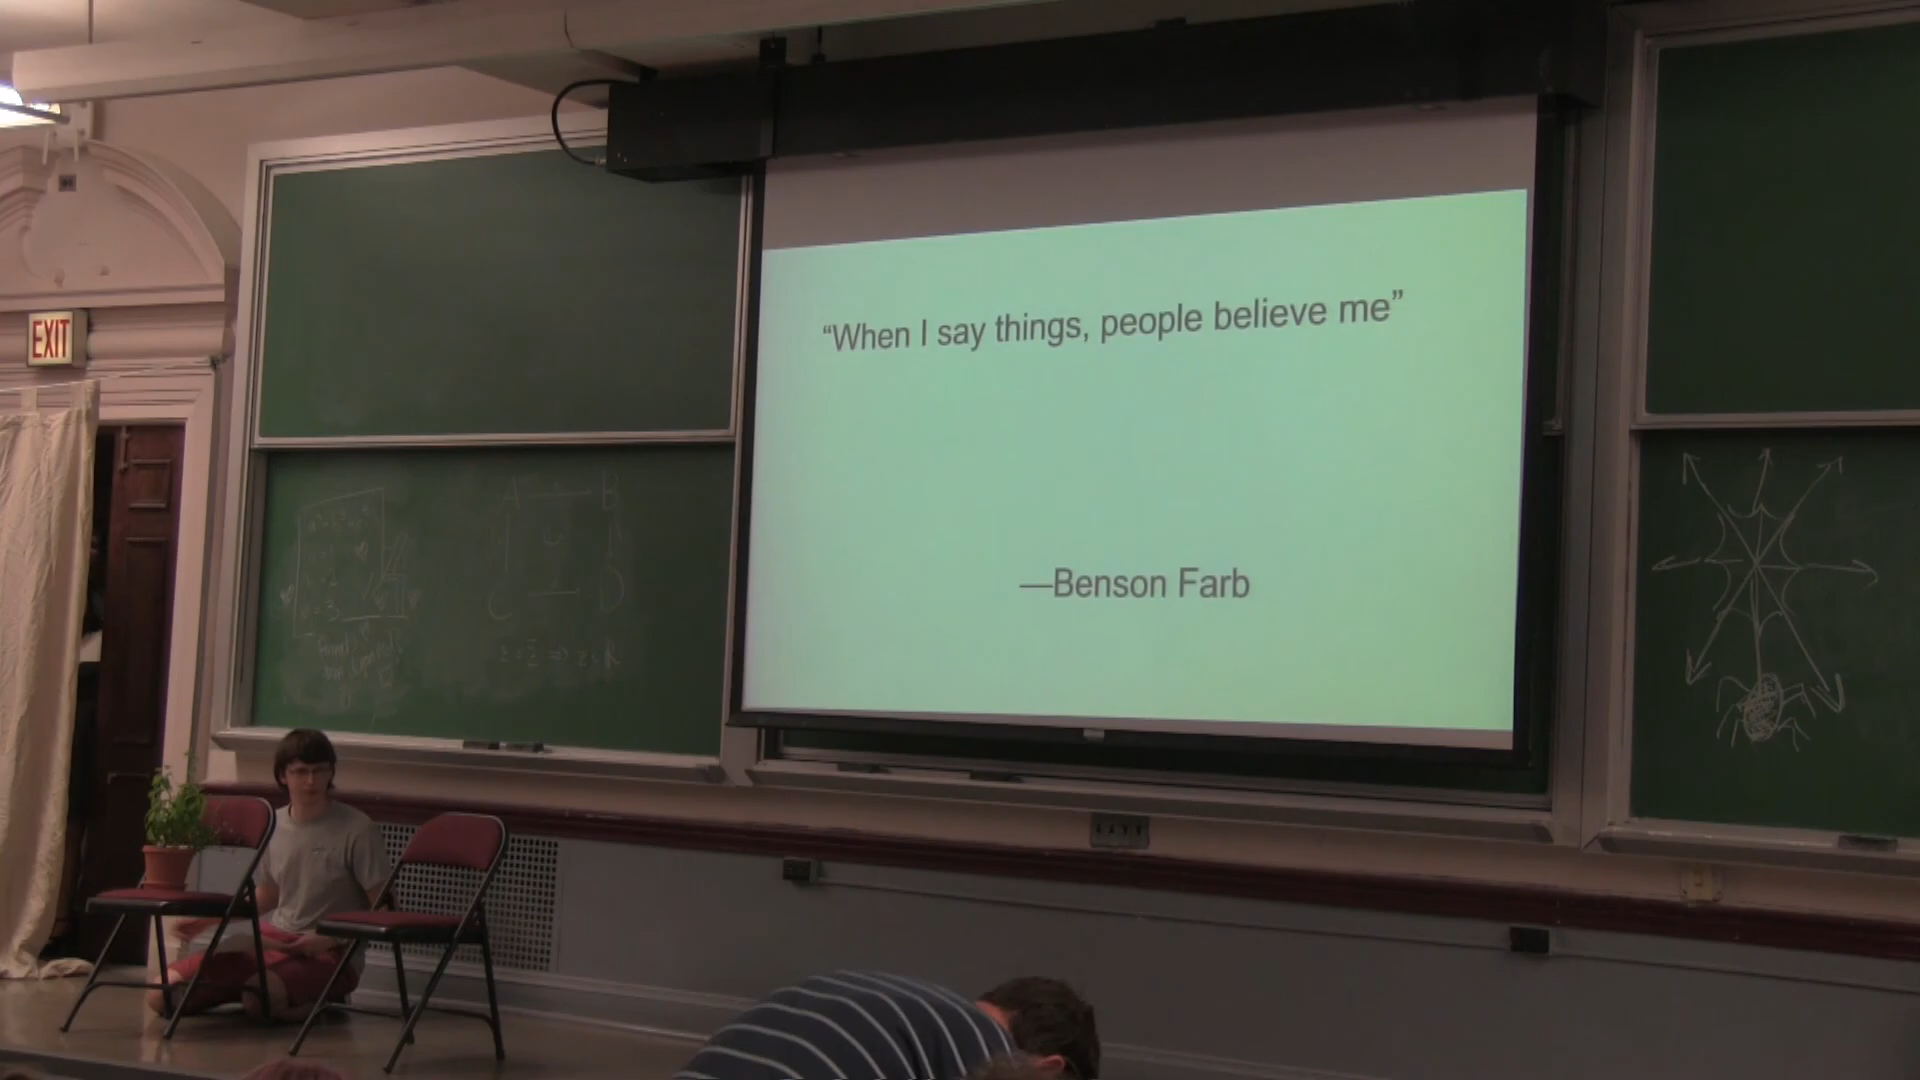 EXIT
“When I say things, people believe me”
—Benson Farb
A B
C D
z = z̄ ⇒ z ∈ R